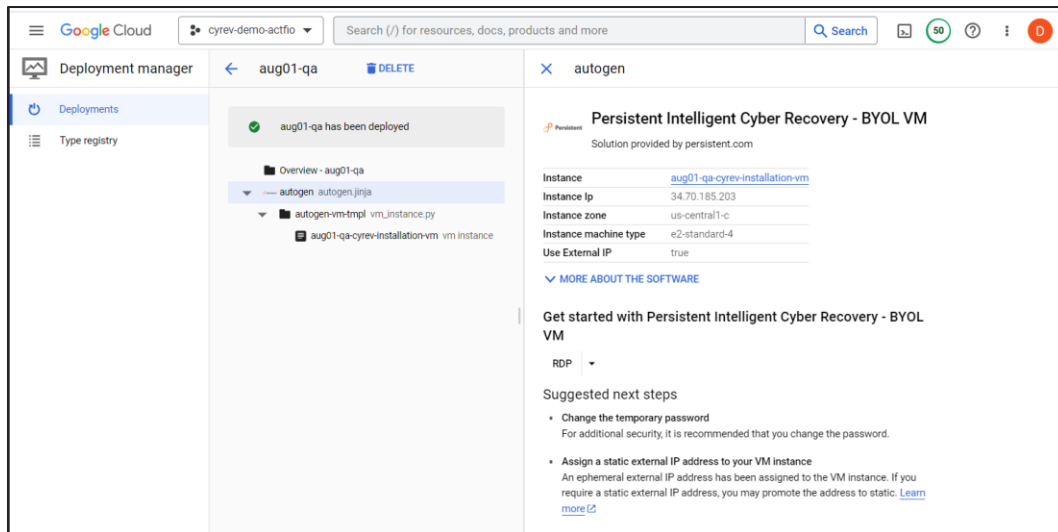 Google Cloud
cyrev-demo-actfio
Search (/) for resources, docs, products and more
Search
50
D
Deployment manager
Deployments
Type registry
aug01-qa
DELETE
aug01-qa has been deployed
Overview - aug01-qa
autogen autogen.jinja
autogen-vm-tmpl vm_instance.py
aug01-qa-cyrev-installation-vm vm instance
autogen
Persistent
Persistent Intelligent Cyber Recovery - BYOL VM
Solution provided by persistent.com
Instance aug01-qa-cyrev-installation-vm
Instance Ip 34.70.185.203
Instance zone us-central1-c
Instance machine type e2-standard-4
Use External IP true
MORE ABOUT THE SOFTWARE
Get started with Persistent Intelligent Cyber Recovery - BYOL
VM
RDP
Suggested next steps
• Change the temporary password
For additional security, it is recommended that you change the password.
• Assign a static external IP address to your VM instance
An ephemeral external IP address has been assigned to the VM instance. If you
require a static external IP address, you may promote the address to static. Learn
more